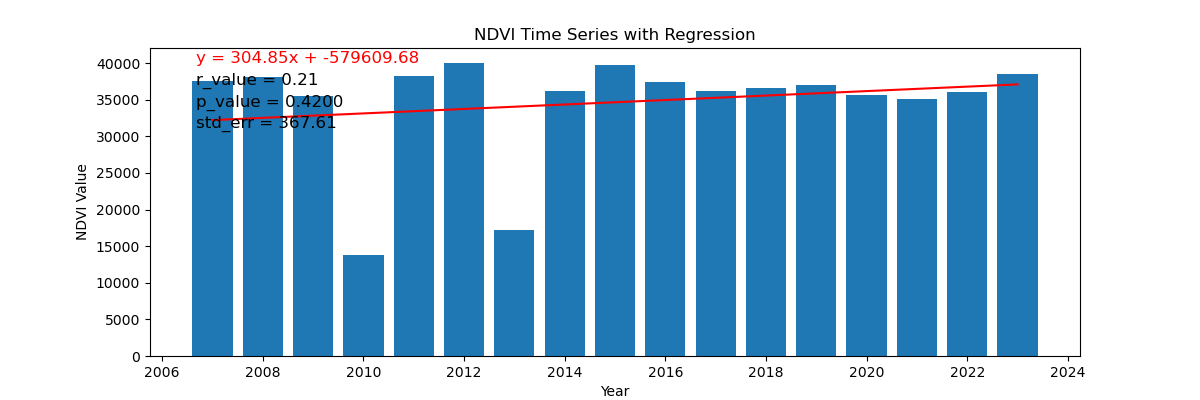 NDVI Time Series with Regression
y = 304.85x + -579609.68
r_value = 0.21
p_value = 0.4200
std_err = 367.61
40000
35000
30000
25000
20000
15000
10000
5000
0
NDVI Value
2006 2008 2010 2012 2014 2016 2018 2020 2022 2024
Year